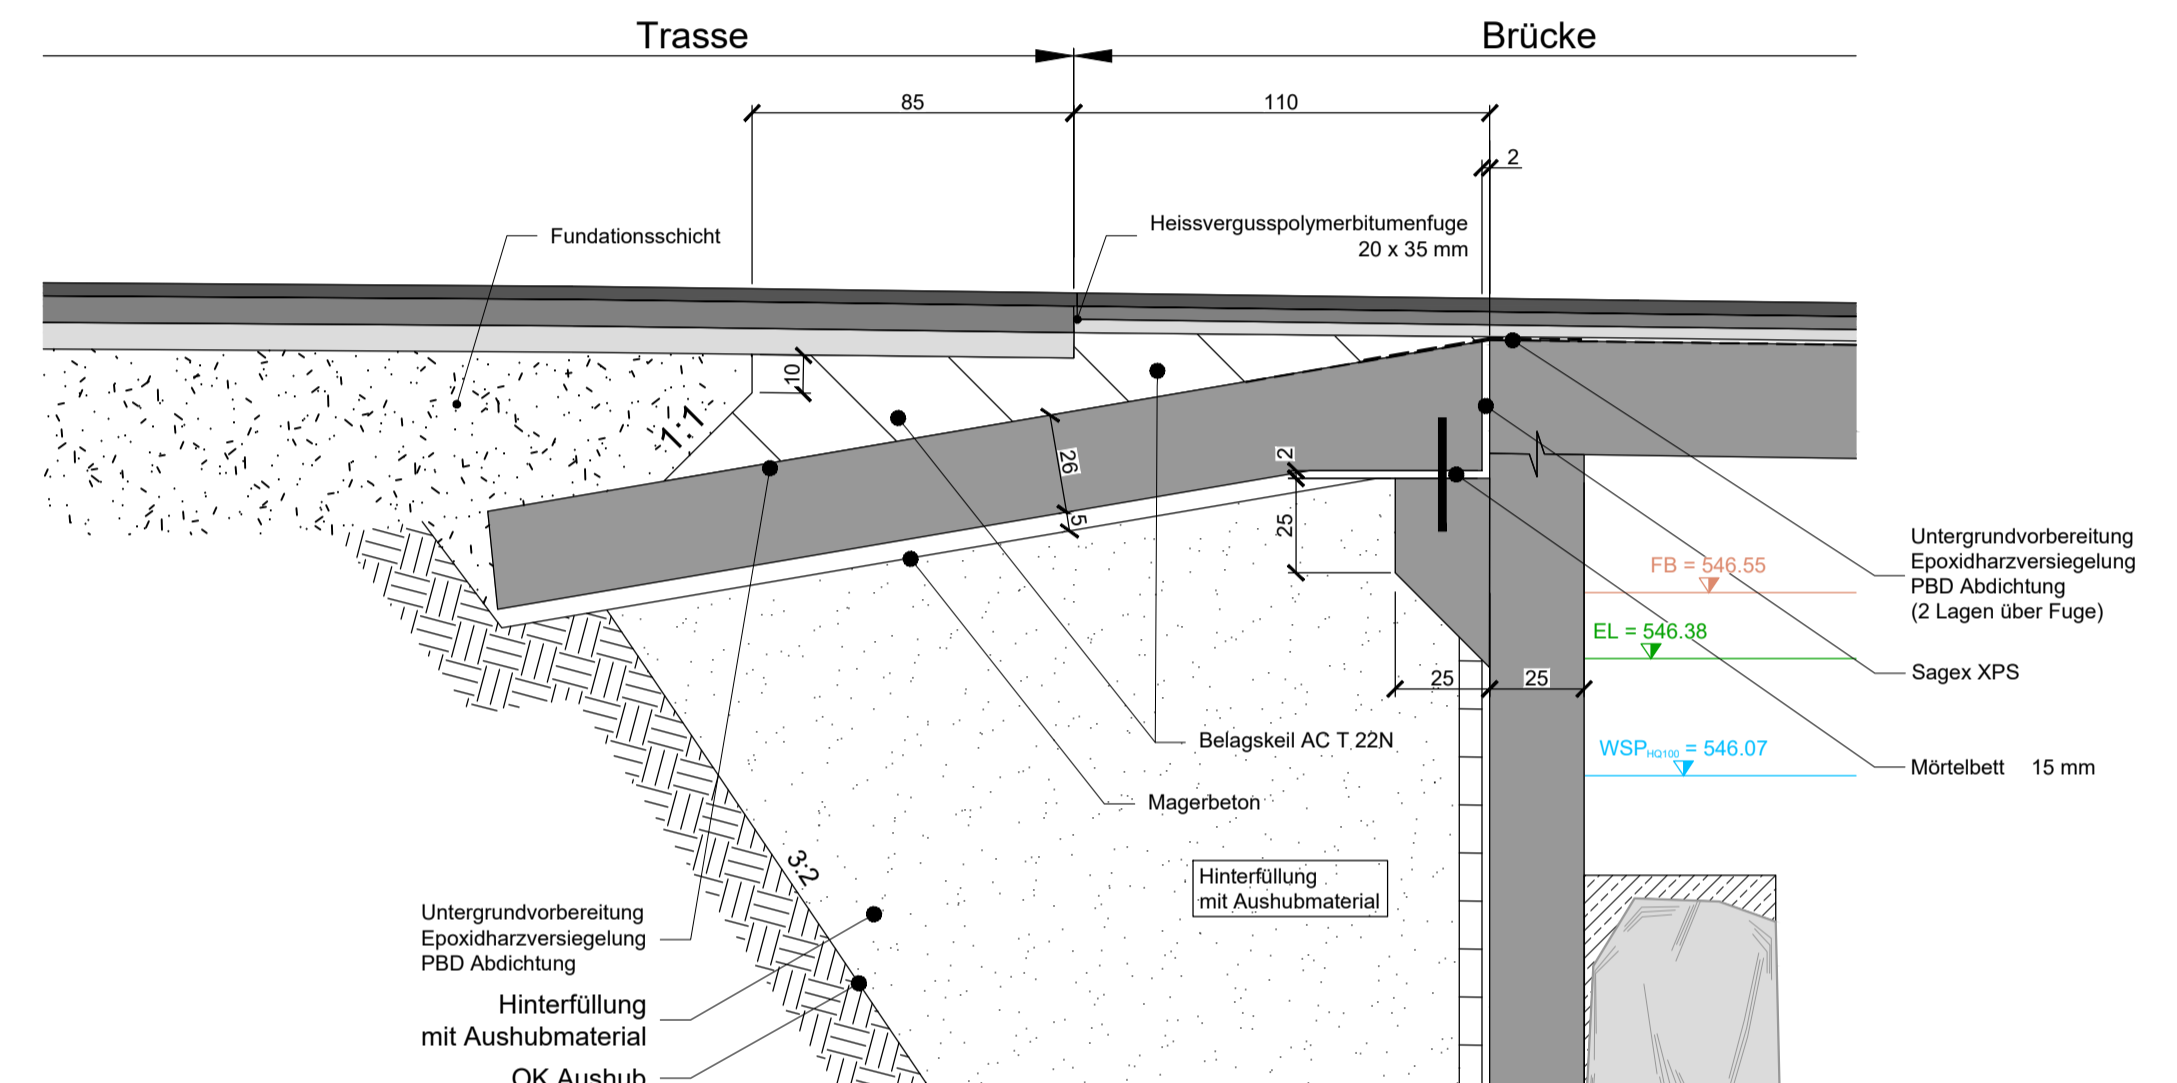 Trasse
Brücke
85
110
2
Fundationsschicht
Heissvergusspolymerbitumenfuge
20 x 35 mm
10
1:1
26
5
2
25
FB = 546.55
EL = 546.38
25
25
WSPHQ100 = 546.07
Untergrundvorbereitung
Epoxidharzversiegelung
PBD Abdichtung
(2 Lagen über Fuge)
Sagex XPS
Mörtelbett 15 mm
Belagskeil AC T 22N
Magerbeton
3:2
Hinterfüllung
mit Aushubmaterial
Untergrundvorbereitung
Epoxidharzversiegelung
PBD Abdichtung
Hinterfüllung
mit Aushubmaterial
OK Aushub